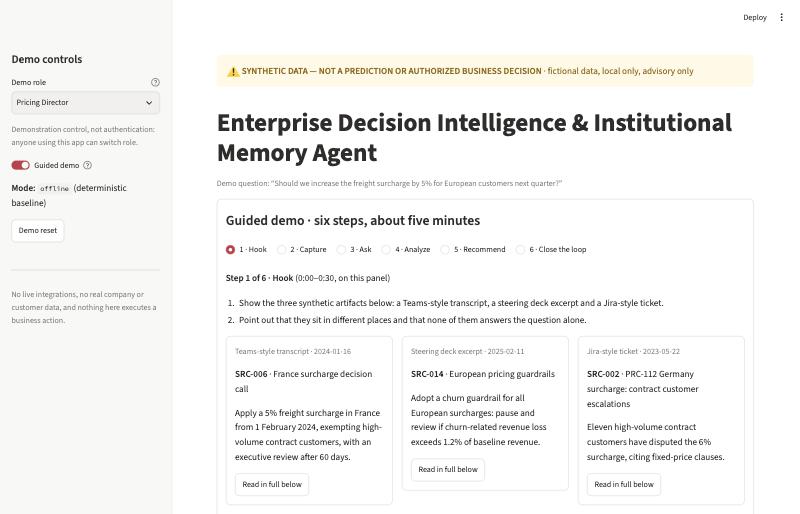 Deploy
Demo controls
Demo role
Pricing Director
Demonstration control, not authentication:
anyone using this app can switch role.
Guided demo
Mode: offline (deterministic
baseline)
Demo reset
No live integrations, no real company or
customer data, and nothing here executes a
business action.
SYNTHETIC DATA — NOT A PREDICTION OR AUTHORIZED BUSINESS DECISION · fictional data, local only, advisory only
Enterprise Decision Intelligence & Institutional
Memory Agent
Demo question: "Should we increase the freight surcharge by 5% for European customers next quarter?"
Guided demo · six steps, about five minutes
1 · Hook 2 · Capture 3 · Ask 4 · Analyze 5 · Recommend 6 · Close the loop
Step 1 of 6 · Hook (0:00–0:30, on this panel)
1. Show the three synthetic artifacts below: a Teams-style transcript, a steering deck excerpt and a Jira-style ticket.
2. Point out that they sit in different places and that none of them answers the question alone.
Teams-style transcript · 2024-01-16
SRC-006 · France surcharge decision
call
Apply a 5% freight surcharge in France
from 1 February 2024, exempting high-
volume contract customers, with an
executive review after 60 days.
Read in full below
Steering deck excerpt · 2025-02-11
SRC-014 · European pricing guardrails
Adopt a churn guardrail for all
European surcharges: pause and
review if churn-related revenue loss
exceeds 1.2% of baseline revenue.
Read in full below
Jira-style ticket · 2023-05-22
SRC-002 · PRC-112 Germany
surcharge: contract customer
escalations
Eleven high-volume contract
customers have disputed the 6%
surcharge, citing fixed-price clauses.
Read in full below